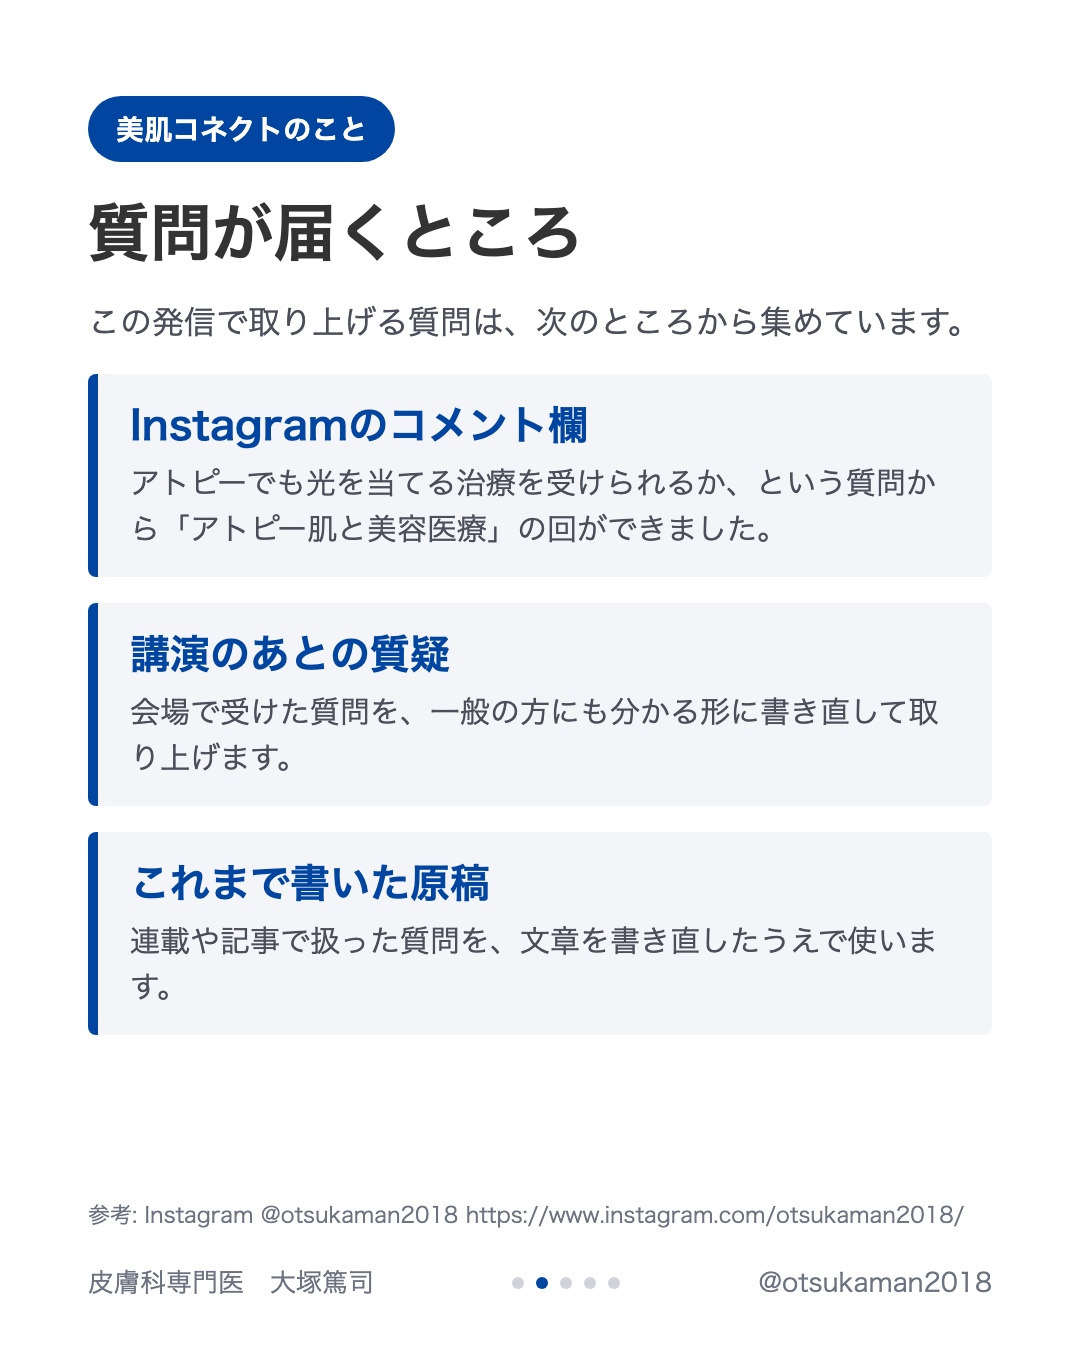 美肌コネクトのこと
質問が届くところ
この発信で取り上げる質問は、次のところから集めています。
Instagramのコメント欄
アトピーでも光を当てる治療を受けられるか、という質問か
ら「アトピー肌と美容医療」の回ができました。
講演のあとの質疑
会場で受けた質問を、一般の方にも分かる形に書き直して取
り上げます。
これまで書いた原稿
連載や記事で扱った質問を、文章を書き直したうえで使いま
す。
参考: Instagram @otsukaman2018 https://www.instagram.com/otsukaman2018/
皮膚科専門医　大塚篤司
@otsukaman2018